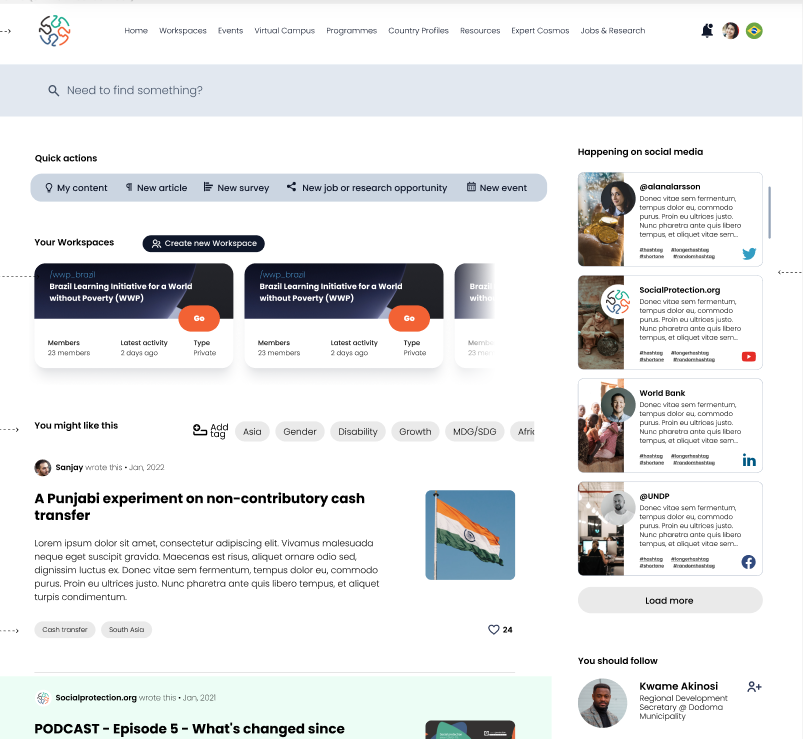 Home Workspaces Events Virtual Campus Programmes Country Profiles Resources Expert Cosmos Jobs & Research
Need to find something?
Quick actions
My content New article New survey New job or research opportunity New event
Your Workspaces Create new Workspace
/wwp_brazil
Brazil Learning Initiative for a World
without Poverty (WWP)
Go
Members Latest activity Type
23 members 2 days ago Private
/wwp_brazil
Brazil Learning Initiative for a World
without Poverty (WWP)
Go
Members Latest activity Type
23 members 2 days ago Private
You might like this
Add
tag
Asia Gender Disability Growth MDG/SDG
Sanjay wrote this • Jan, 2022
A Punjabi experiment on non-contributory cash
transfer
Lorem ipsum dolor sit amet, consectetur adipiscing elit. Vivamus malesuada
neque eget suscipit gravida. Maecenas est risus, aliquet ornare odio sed,
dignissim luctus ex. Donec vitae sem fermentum, tempus dolor eu, commodo
purus. Proin eu ultrices justo. Nunc pharetra ante quis libero tempus, et aliquet
turpis condimentum.
Cash transfer South Asia
24
Socialprotection.org wrote this • Jan, 2021
PODCAST - Episode 5 - What's changed since
Happening on social media
@alanalarsson
Donec vitae sem fermentum,
tempus dolor eu, commodo
purus. Proin eu ultrices justo.
Nunc pharetra ante quis libero
tempus, et aliquet vitae sem...
#hashtag #longerhashtag
#shortone #randomhashtag
SocialProtection.org
Donec vitae sem fermentum,
tempus dolor eu, commodo
purus. Proin eu ultrices justo.
Nunc pharetra ante quis libero
tempus, et aliquet vitae sem...
#hashtag #longerhashtag
#shortone #randomhashtag
World Bank
Donec vitae sem fermentum,
tempus dolor eu, commodo
purus. Proin eu ultrices justo.
Nunc pharetra ante quis libero
tempus, et aliquet vitae sem...
#hashtag #longerhashtag
#shortone #randomhashtag
@UNDP
Donec vitae sem fermentum,
tempus dolor eu, commodo
purus. Proin eu ultrices justo.
Nunc pharetra ante quis libero
tempus, et aliquet vitae sem...
#hashtag #longerhashtag
#shortone #randomhashtag
Load more
You should follow
Kwame Akinosi
Regional Development
Secretary @ Dodoma
Municipality